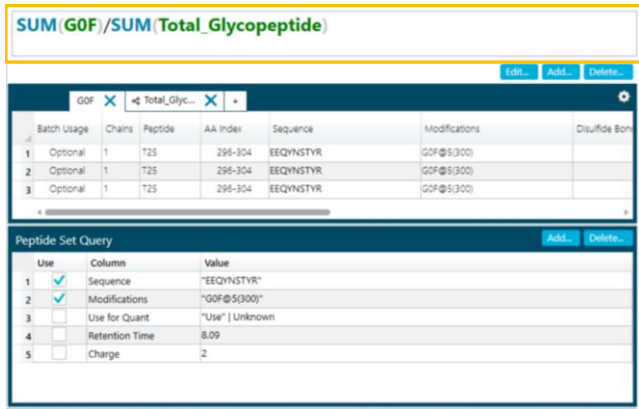 SUM(G0F)/SUM(Total_Glycopeptide)
Edit... Add... Delete...
G0F Total_Glyc... +
Batch Usage Chains Peptide AA Index Sequence Modifications Disulfide Bon
1 Optional 1 T25 296-304 EEQYNSTYR G0F@5(300)
2 Optional 1 T25 296-304 EEQYNSTYR G0F@5(300)
3 Optional 1 T25 296-304 EEQYNSTYR G0F@5(300)
Peptide Set Query Add... Delete...
Use Column Value
1 Sequence "EEQYNSTYR"
2 Modifications "G0F@5(300)"
3 Use for Quant "Use" | Unknown
4 Retention Time 8.09
5 Charge 2